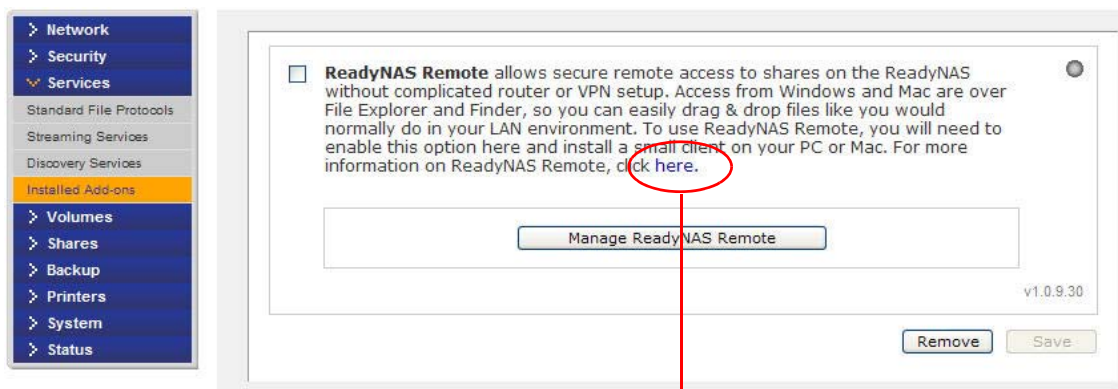 Network
Security
Services
Standard File Protocols
Streaming Services
Discovery Services
Installed Add-ons
Volumes
Shares
Backup
Printers
System
Status
ReadyNAS Remote allows secure remote access to shares on the ReadyNAS
without complicated router or VPN setup. Access from Windows and Mac are over
File Explorer and Finder, so you can easily drag & drop files like you would
normally do in your LAN environment. To use ReadyNAS Remote, you will need to
enable this option here and install a small client on your PC or Mac. For more
information on ReadyNAS Remote, click here.
Manage ReadyNAS Remote
v1.0.9.30
Remove
Save